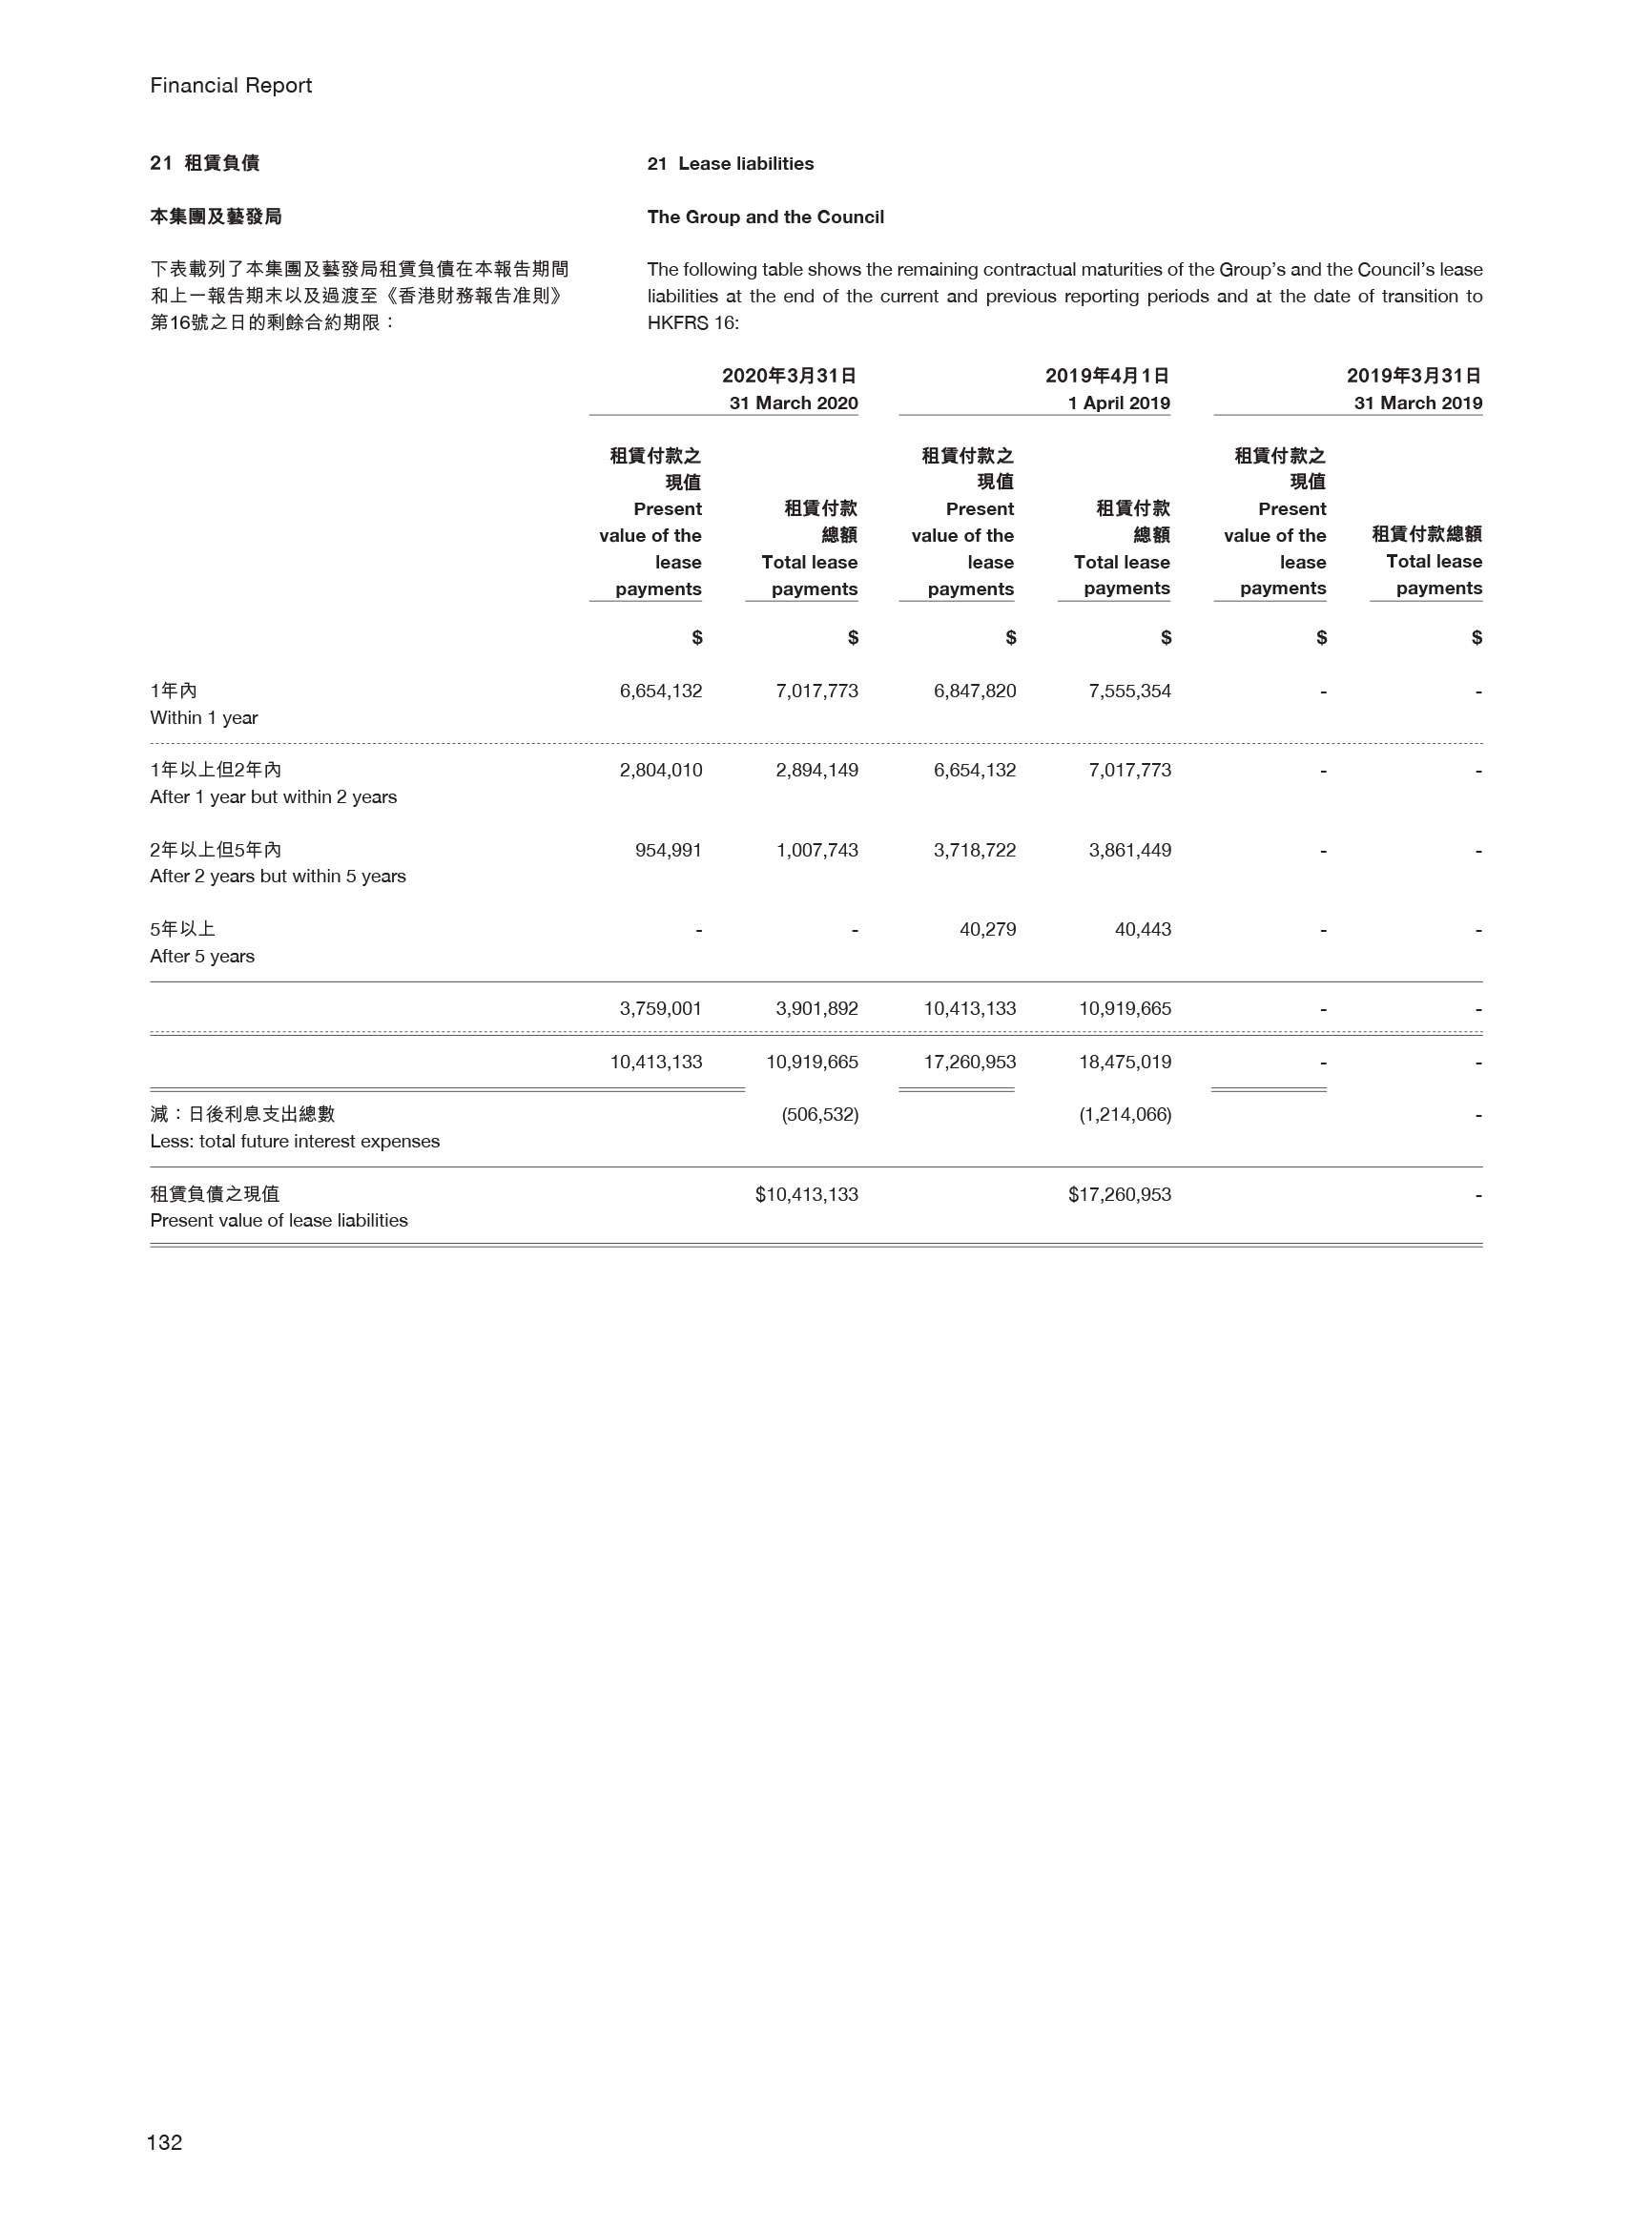 Financial Report
21 租賃負債
本集團及藝發局
下表載列了本集團及藝發局租賃負債在本報告期間
和上一報告期末以及過渡至《香港財務報告准則》
第16號之日的剩餘合約期限：
21 Lease liabilities
The Group and the Council
The following table shows the remaining contractual maturities of the Group’s and the Council’s lease
liabilities at the end of the current and previous reporting periods and at the date of transition to
HKFRS 16:
2020年3月31日 2019年4月1日 2019年3月31日
31 March 2020 1 April 2019 31 March 2019
租賃付款之 租賃付款之 租賃付款之
現值 現值 現值
Present 租賃付款 Present 租賃付款 Present
value of the 總額 value of the 總額 value of the 租賃付款總額
lease Total lease lease Total lease lease Total lease
payments payments payments payments payments payments
$ $ $ $ $ $
1年內 6,654,132 7,017,773 6,847,820 7,555,354 - -
Within 1 year
1年以上但2年內 2,804,010 2,894,149 6,654,132 7,017,773 - -
After 1 year but within 2 years
2年以上但5年內 954,991 1,007,743 3,718,722 3,861,449 - -
After 2 years but within 5 years
5年以上 - - 40,279 40,443 - -
After 5 years
3,759,001 3,901,892 10,413,133 10,919,665 - -
10,413,133 10,919,665 17,260,953 18,475,019 - -
減：日後利息支出總數 (506,532) (1,214,066) -
Less: total future interest expenses
租賃負債之現值 $10,413,133 $17,260,953 -
Present value of lease liabilities
132